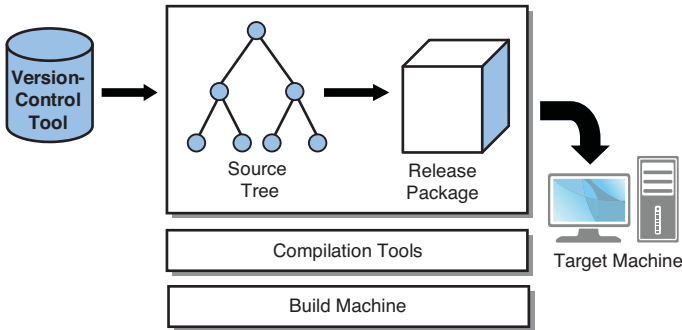 Version-
Control
Tool
Source
Tree
Release
Package
Compilation Tools
Target Machine
Build Machine